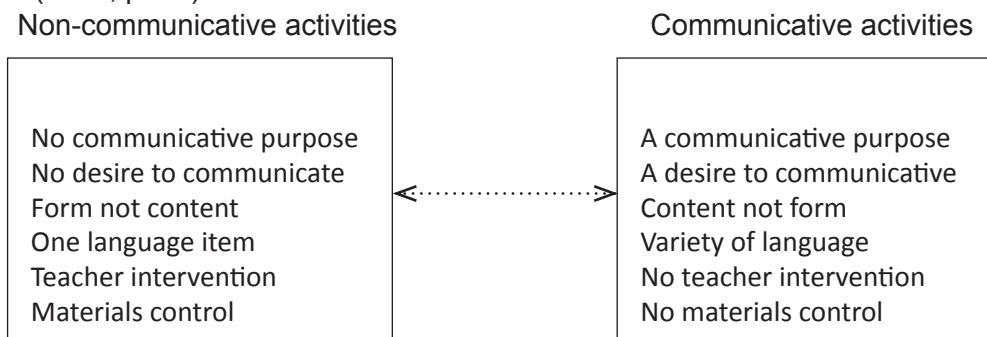 Non-communicative activities
Communicative activities
No communicative purpose
No desire to communicate
Form not content
One language item
Teacher intervention
Materials control
A communicative purpose
A desire to communicative
Content not form
Variety of language
No teacher intervention
No materials control